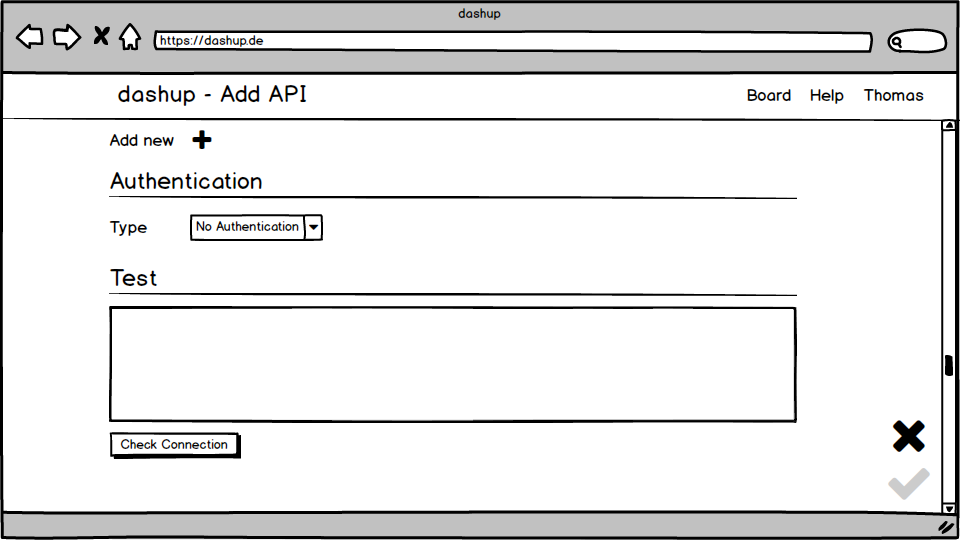 dashup
https://dashup.de
dashup - Add API
Board Help Thomas
Add new
Authentication
Type No Authentication
Test
Check Connection